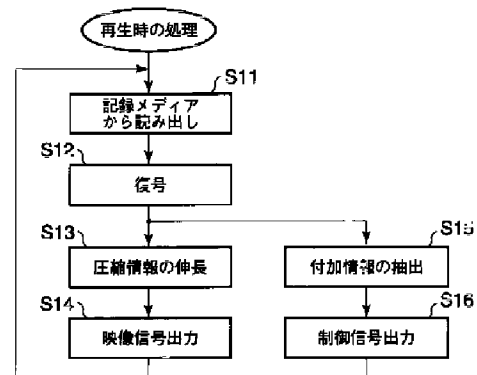 再生時の処理
S11
記録メディア
から読み出し
S12
復号
S13
圧縮情報の伸長
S15
付加情報の抽出
S14
映像信号出力
S16
制御信号出力